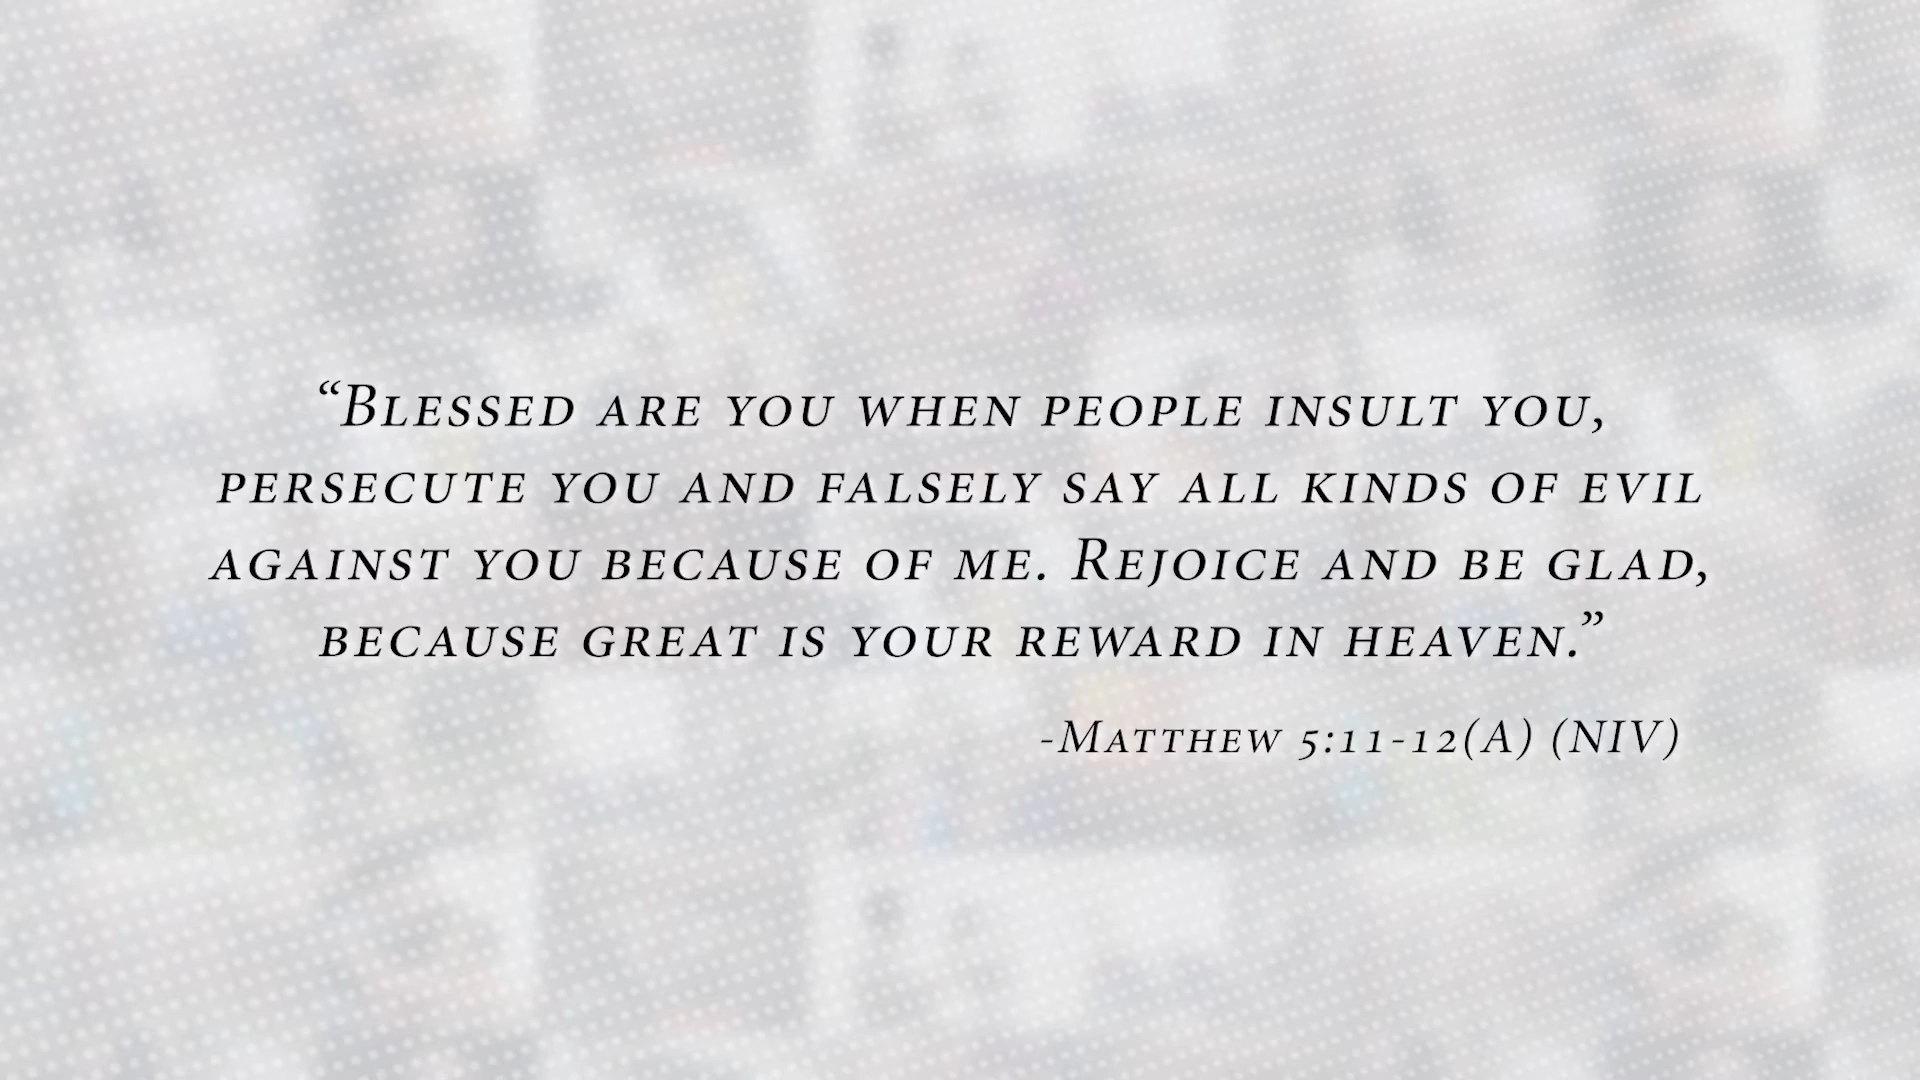 “Blessed are you when people insult you,
persecute you and falsely say all kinds of evil
against you because of me. Rejoice and be glad,
because great is your reward in heaven.”
-Matthew 5:11-12(A) (NIV)